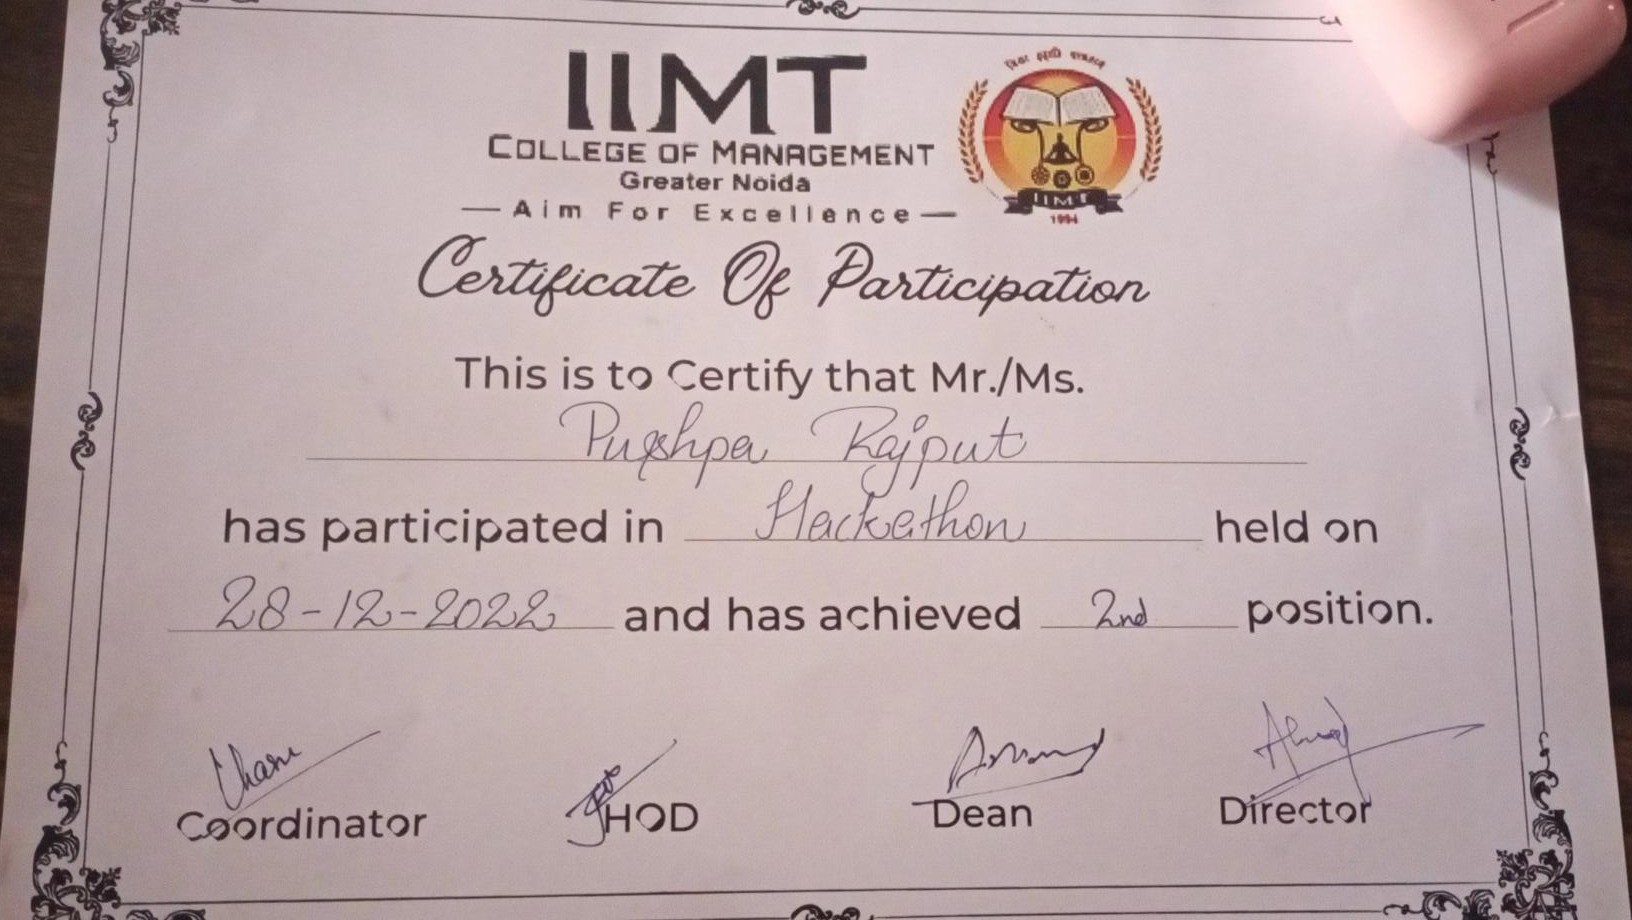 IIMT
COLLEGE OF MANAGEMENT
Greater Noida
— Aim For Excellence —
IIMT
1994
Certificate Of Participation
This is to Certify that Mr./Ms.
Pushpa Rajput
has participated in Hackathon held on
28-12-2022 and has achieved 2nd position.
Charu
Coordinator HOD Dean Director